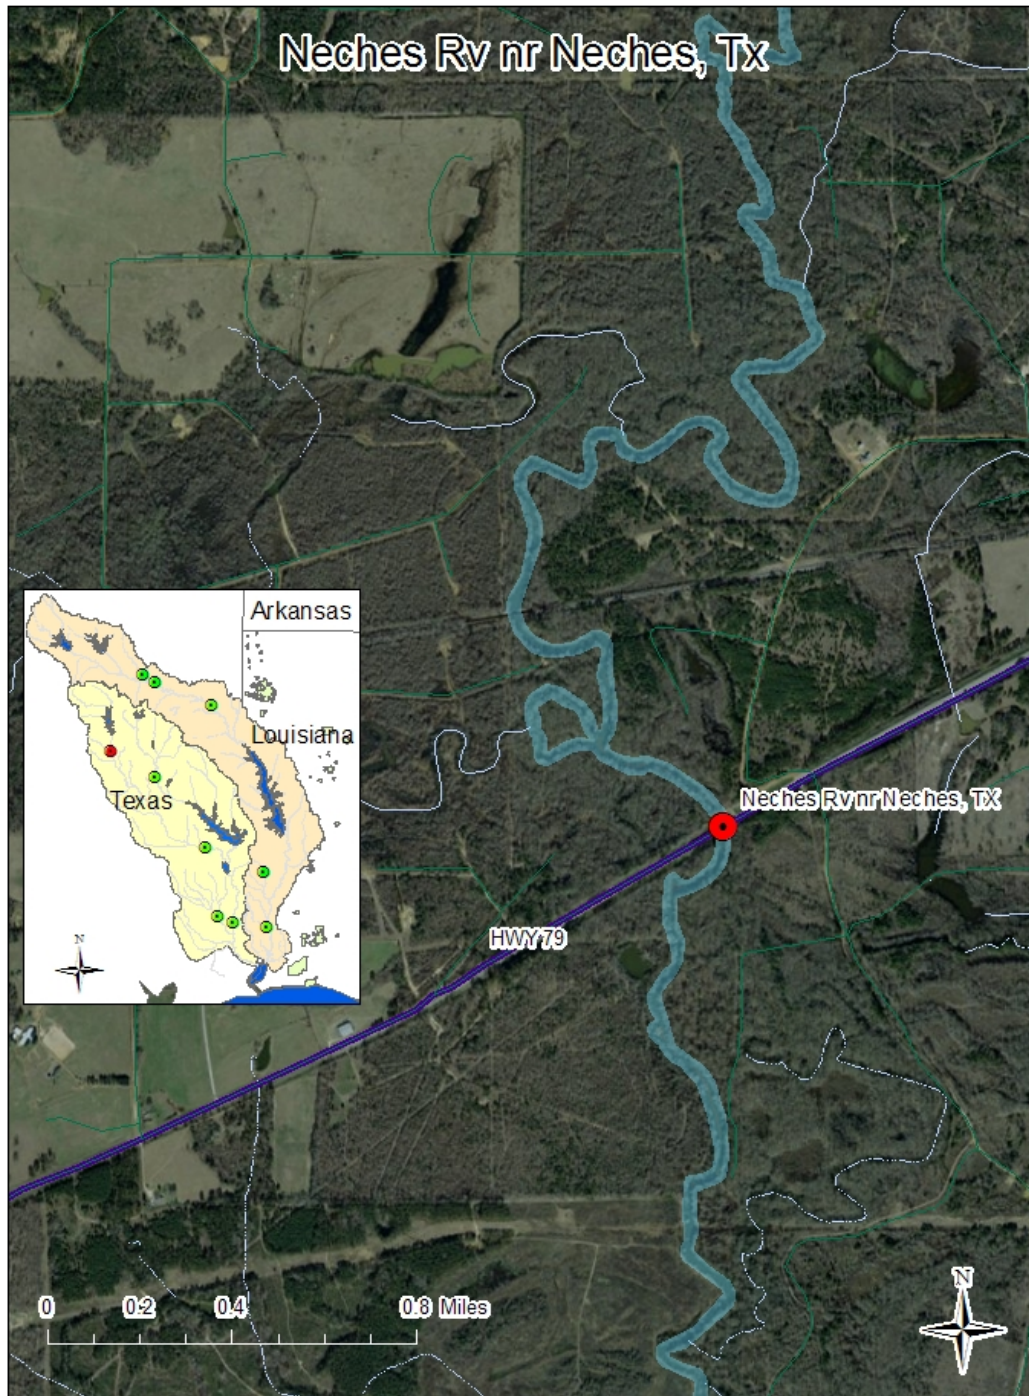 Neches Rv nr Neches, Tx
Arkansas
Louisiana
Texas
N
Neches Rv nr Neches, TX
HWY 79
0 0.2 0.4 0.8 Miles
N